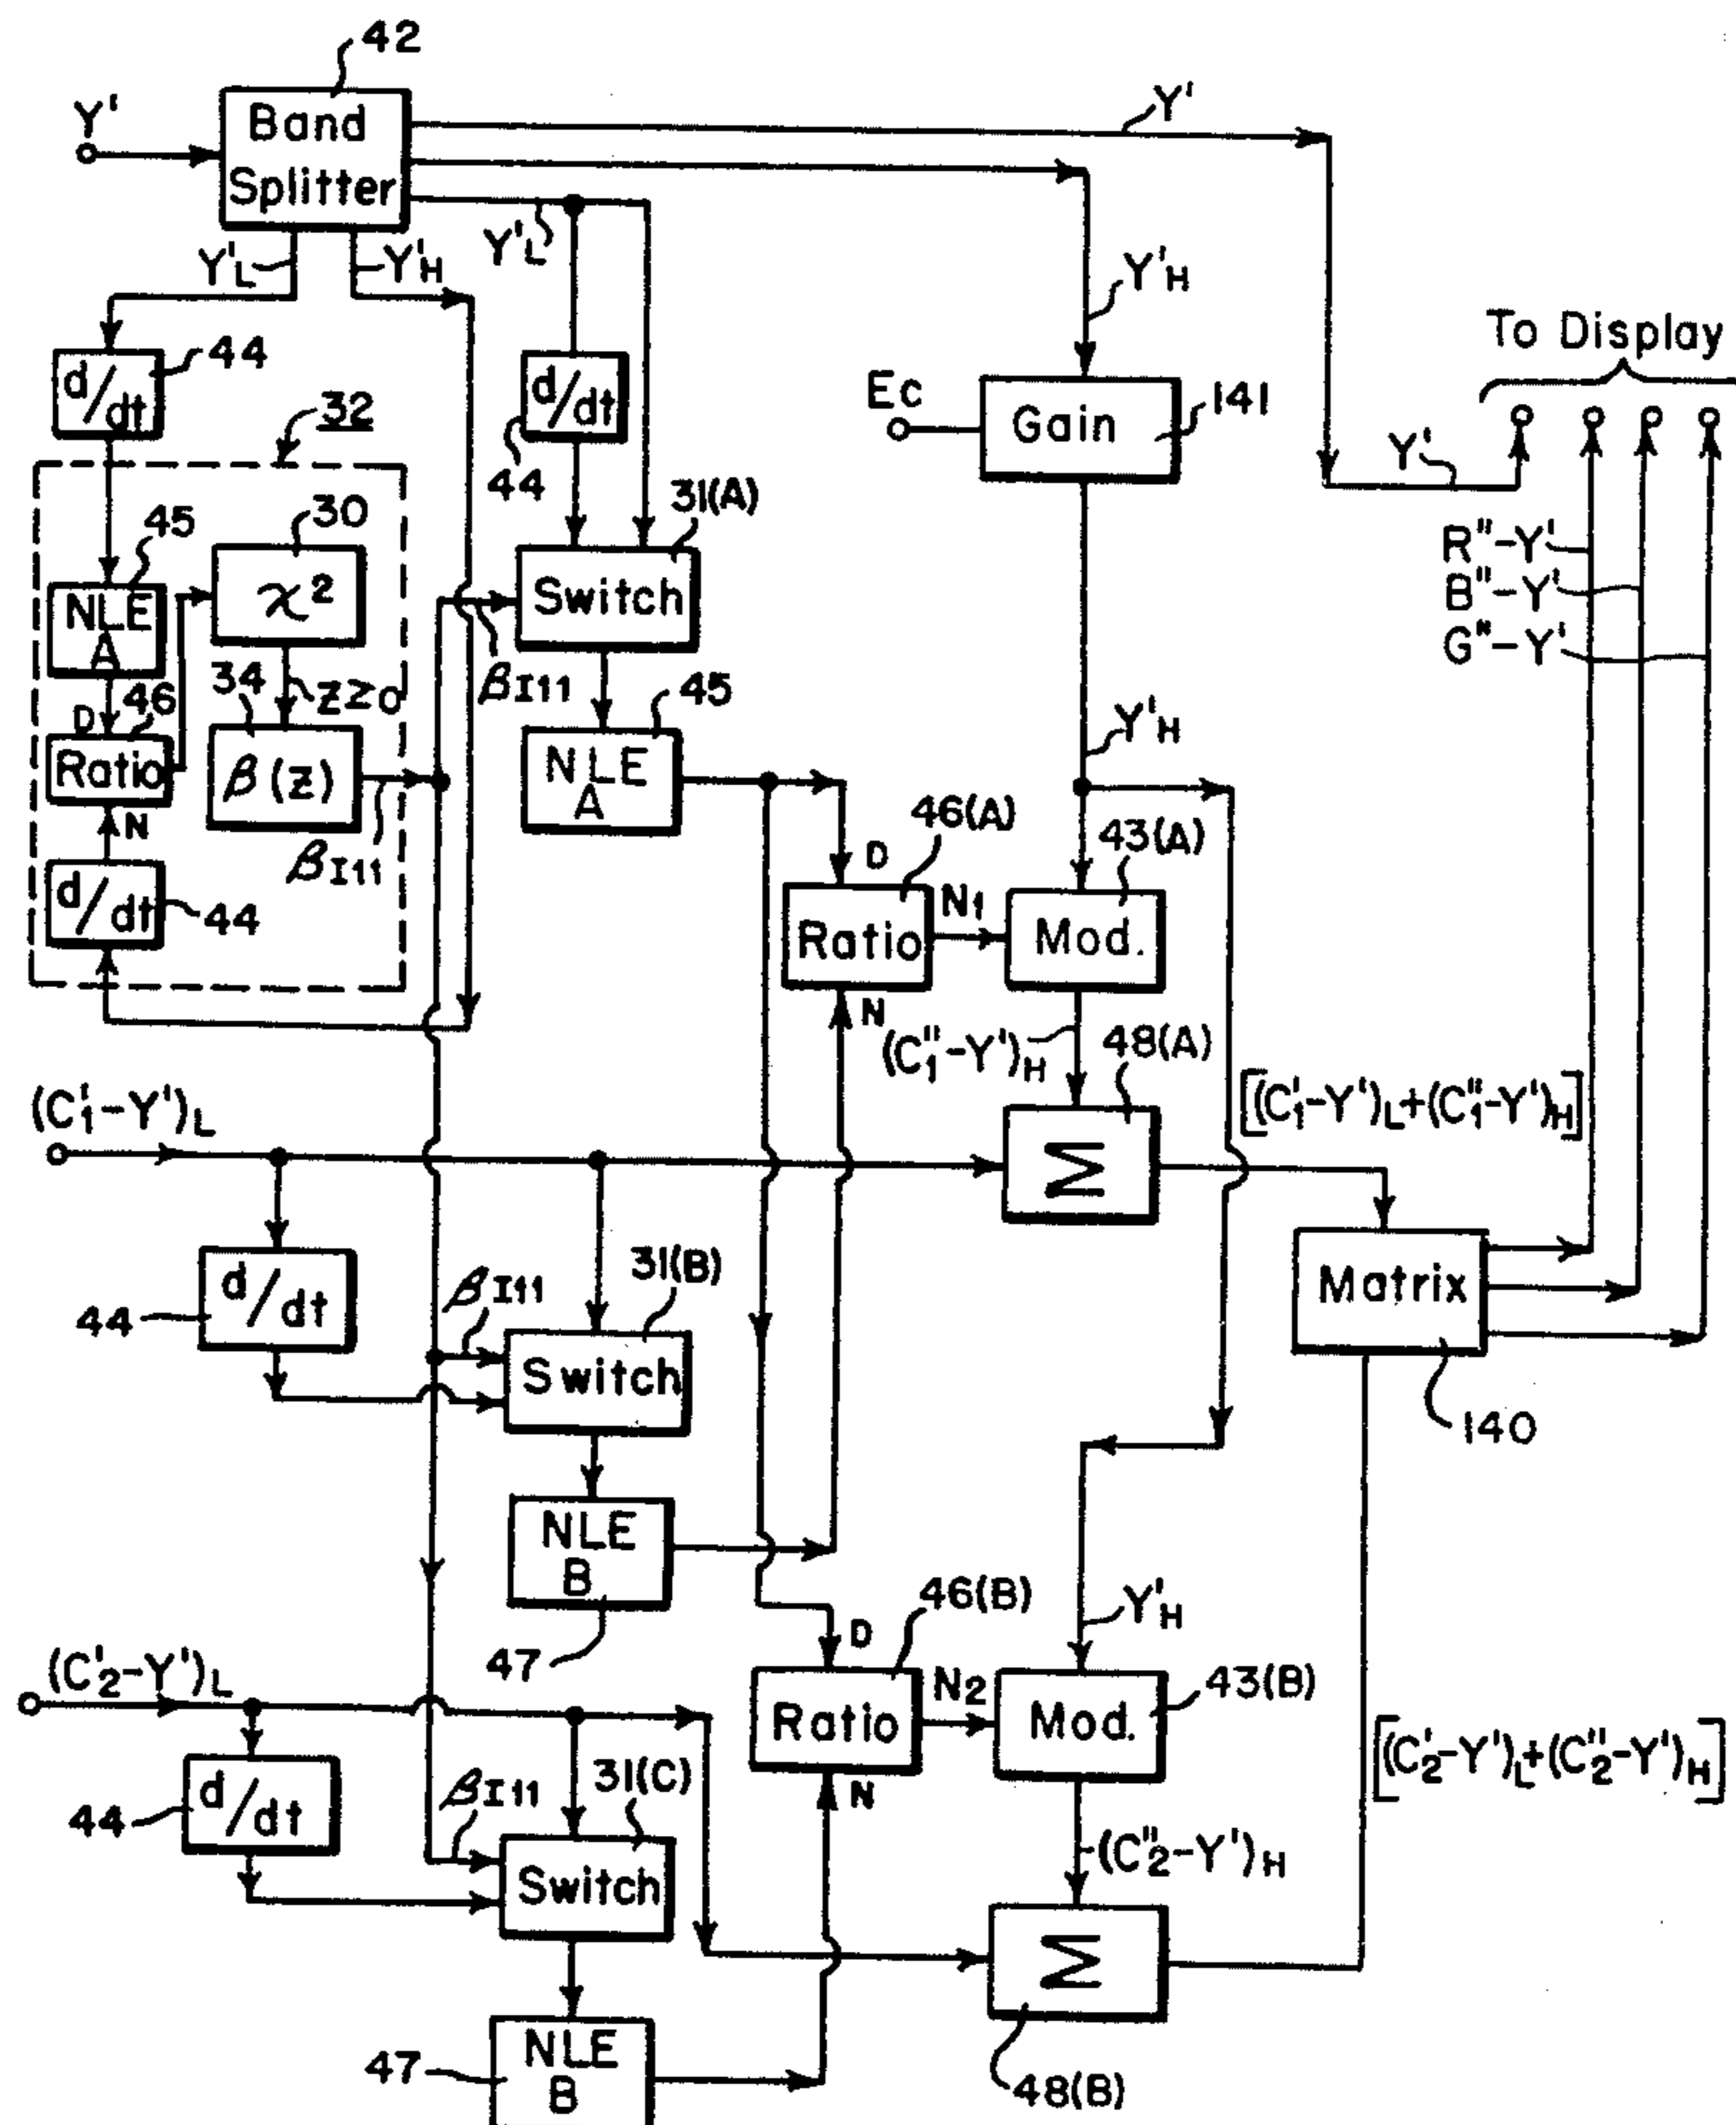 42
Y'
Band
Splitter
Y'
Y'L
Y'H
Y'L
Y'H
To Display
d/dt
44
32
d/dt
44
Ec
Gain
141
Y'
45
30
31(A)
NLE
A
χ²
Switch
R"-Y'
B"-Y'
G"-Y'
34
Z≥0
βI11
45
D
46
Ratio
β(Z)
NLE
A
Y'H
N
βI11
46(A)
43(A)
D
d/dt
44
Ratio
N1
Mod.
N
(C"1-Y')H
48(A)
(C'1-Y')L
[(C'1-Y')L+(C"1-Y')H]
Σ
d/dt
44
βI11
31(B)
Switch
Matrix
140
NLE
B
47
46(B)
Y'H
D
(C'2-Y')L
Ratio
N2
Mod.
43(B)
N
[(C'2-Y')L+(C"2-Y')H]
d/dt
44
βI11
31(C)
Switch
(C"2-Y')H
Σ
NLE
B
47
48(B)